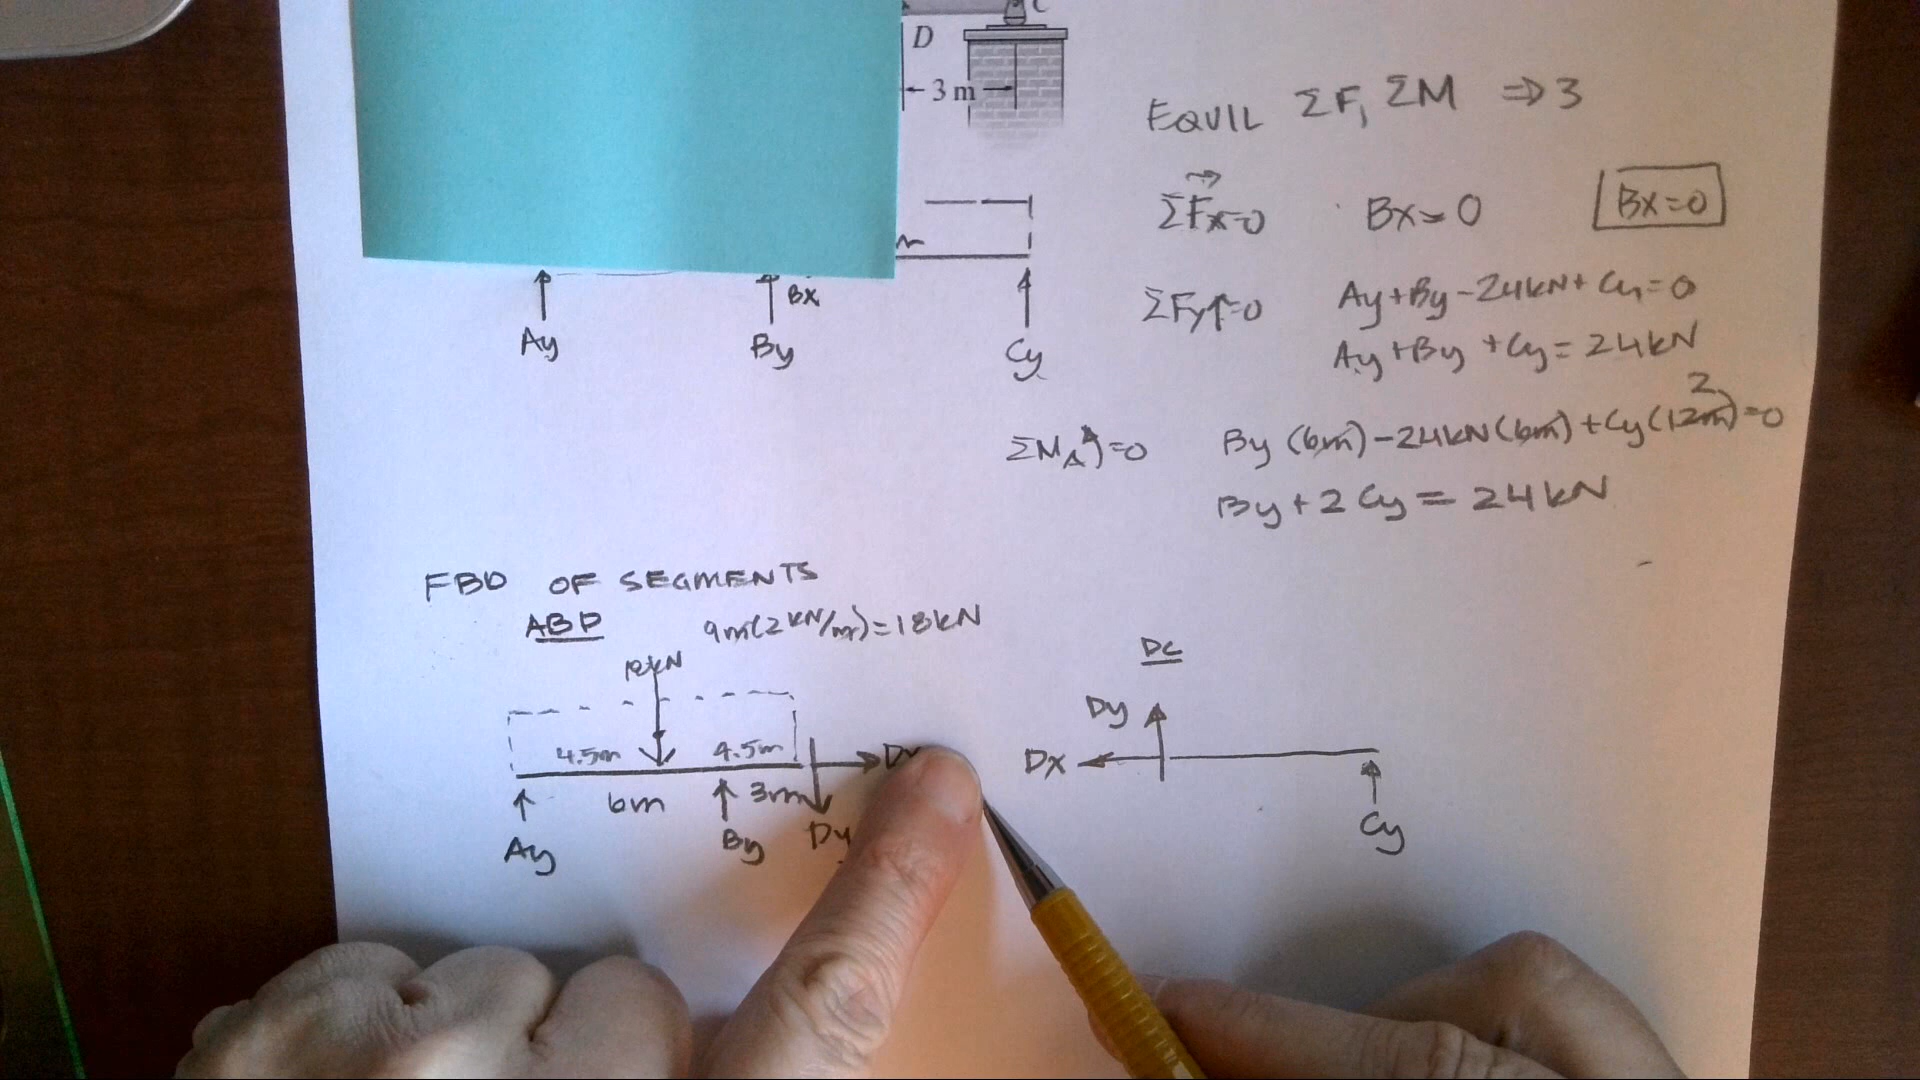 C
D
3 m
EQUIL ΣF, ΣM ⇒ 3
ΣFx=0 Bx=0 Bx=0
Bx
Ay By Cy
ΣFy↑=0 Ay+By-24kN+Cy=0
Ay+By+Cy=24kN
2
ΣMA=0 By(6m)-24kN(6m)+Cy(12m)=0
By+2Cy=24kN
FBD OF SEGMENTS
ABD 9m(2kN/m)=18kN
DC
18kN
Dy
4.5m 4.5m
Dx
6m 3m
Ay By Dy
Cy